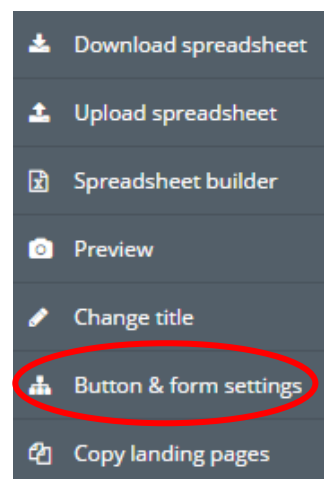 Download spreadsheet
Upload spreadsheet
Spreadsheet builder
Preview
Change title
Button & form settings
Copy landing pages